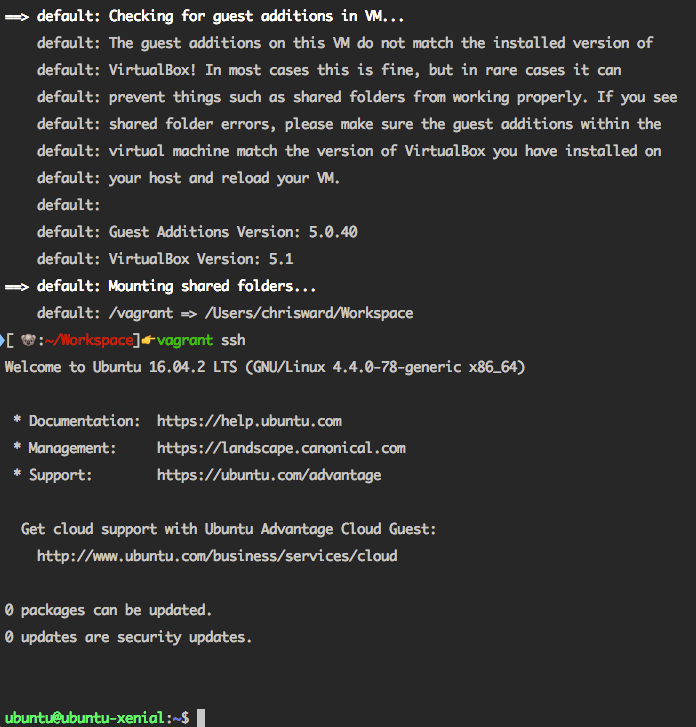 ==> default: Checking for guest additions in VM...
    default: The guest additions on this VM do not match the installed version of
    default: VirtualBox! In most cases this is fine, but in rare cases it can
    default: prevent things such as shared folders from working properly. If you see
    default: shared folder errors, please make sure the guest additions within the
    default: virtual machine match the version of VirtualBox you have installed on
    default: your host and reload your VM.
    default:
    default: Guest Additions Version: 5.0.40
    default: VirtualBox Version: 5.1
==> default: Mounting shared folders...
    default: /vagrant => /Users/chrisward/Workspace
[ 🐶:~/Workspace]👉vagrant ssh
Welcome to Ubuntu 16.04.2 LTS (GNU/Linux 4.4.0-78-generic x86_64)

 * Documentation:  https://help.ubuntu.com
 * Management:     https://landscape.canonical.com
 * Support:        https://ubuntu.com/advantage

  Get cloud support with Ubuntu Advantage Cloud Guest:
    http://www.ubuntu.com/business/services/cloud

0 packages can be updated.
0 updates are security updates.

ubuntu@ubuntu-xenial:~$